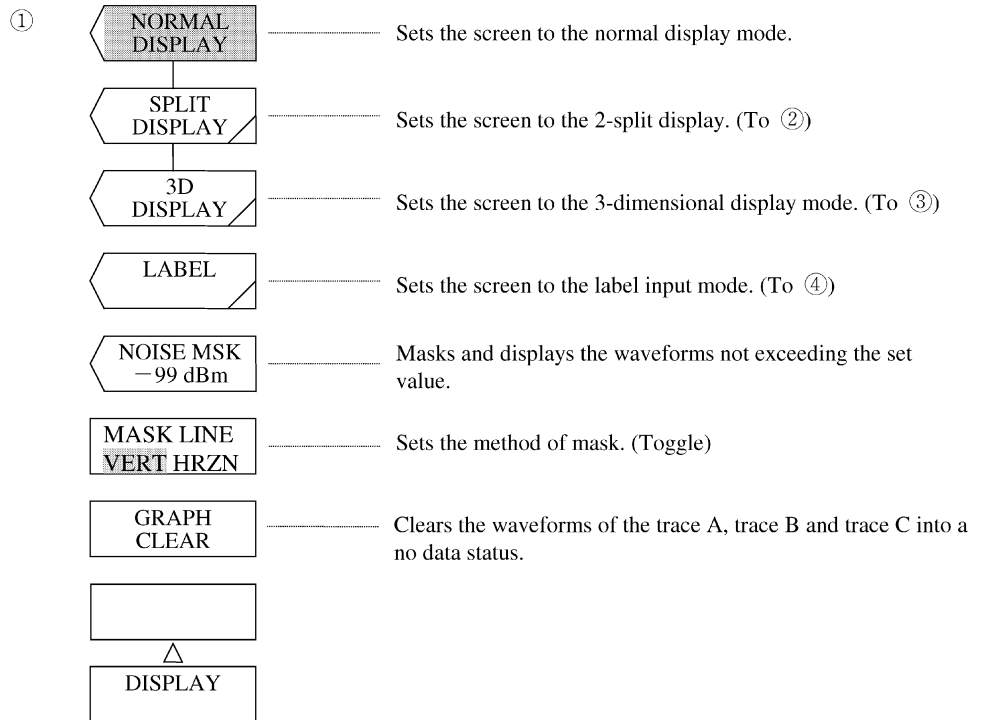 ①
NORMAL
DISPLAY
Sets the screen to the normal display mode.
SPLIT
DISPLAY
Sets the screen to the 2-split display. (To ②)
3D
DISPLAY
Sets the screen to the 3-dimensional display mode. (To ③)
LABEL
Sets the screen to the label input mode. (To ④)
NOISE MSK
−99 dBm
Masks and displays the waveforms not exceeding the set
value.
MASK LINE
VERT HRZN
Sets the method of mask. (Toggle)
GRAPH
CLEAR
Clears the waveforms of the trace A, trace B and trace C into a
no data status.
DISPLAY